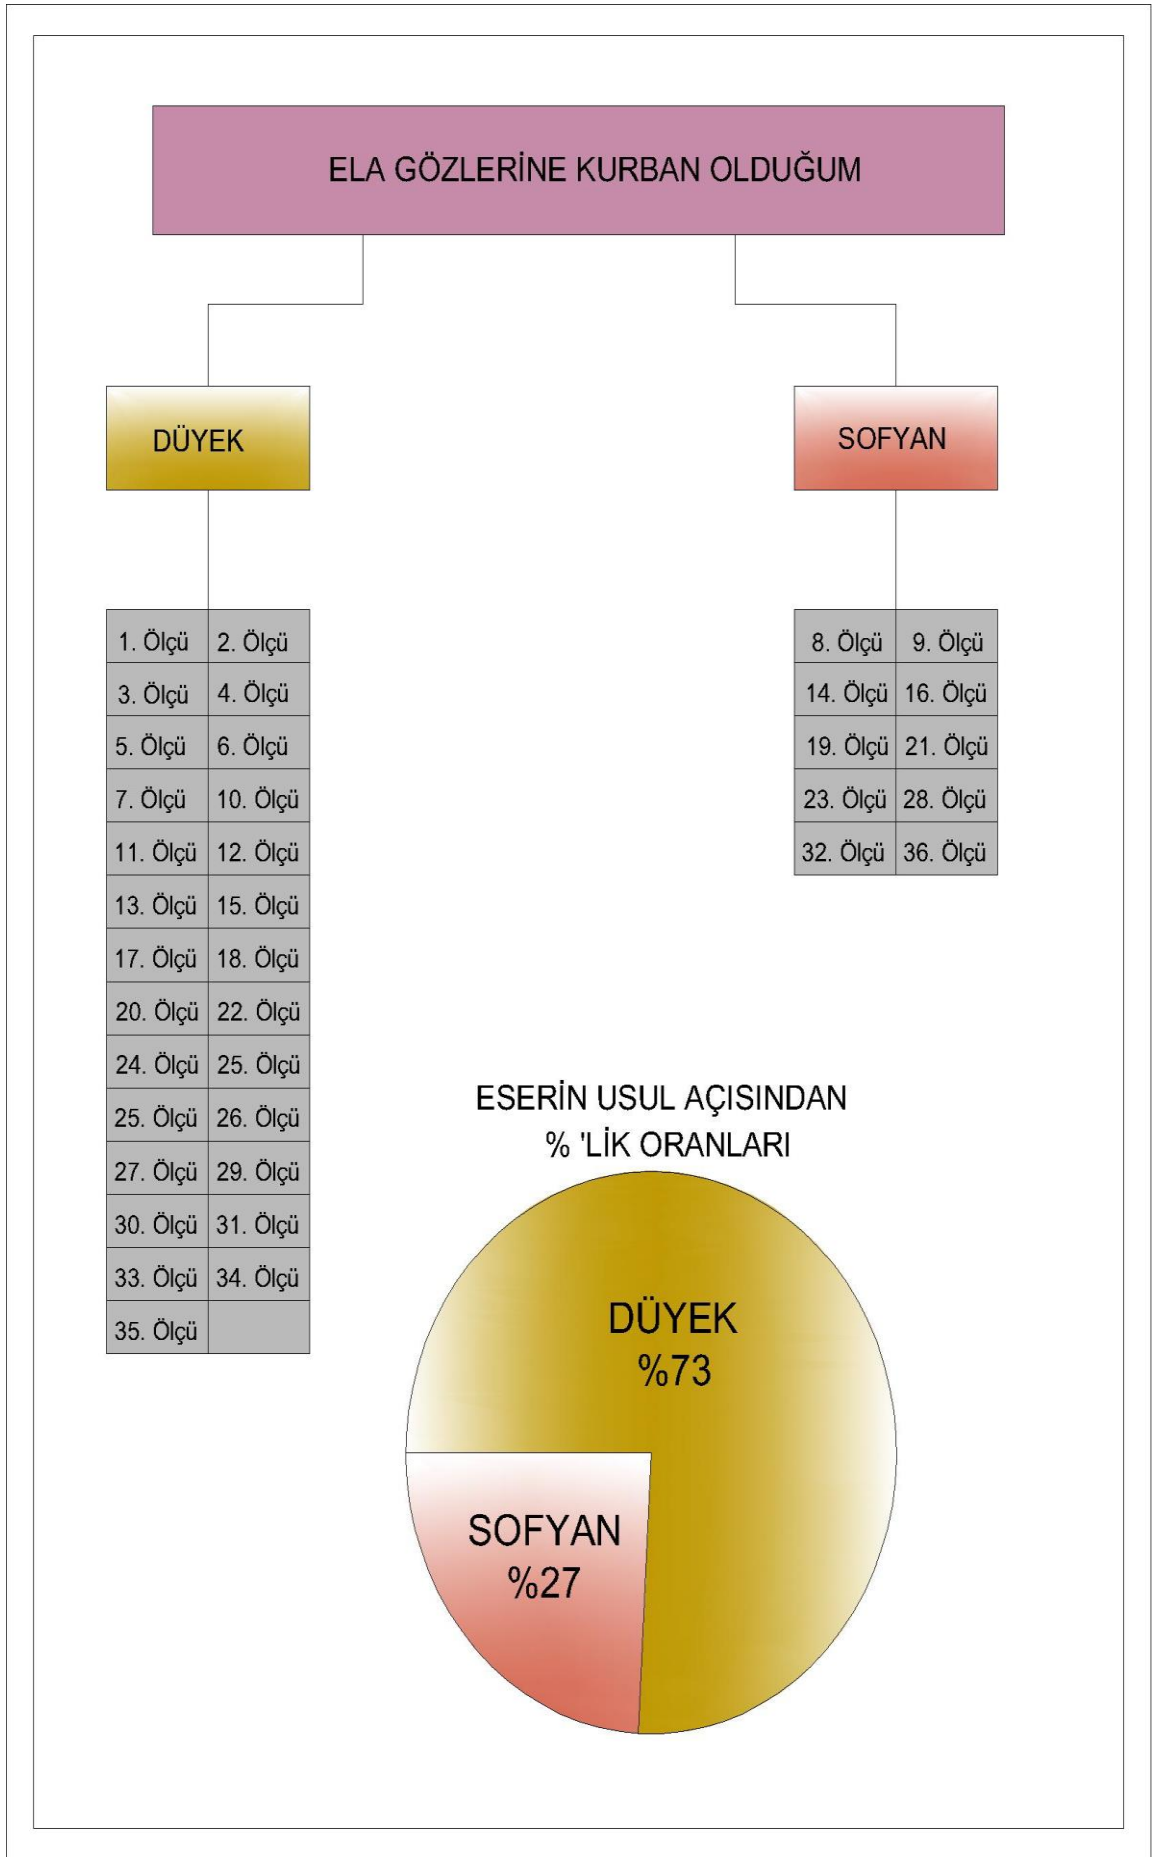 ELA GÖZLERİNE KURBAN OLDUĞUM
DÜYEK
1. Ölçü 2. Ölçü
3. Ölçü 4. Ölçü
5. Ölçü 6. Ölçü
7. Ölçü 10. Ölçü
11. Ölçü 12. Ölçü
13. Ölçü 15. Ölçü
17. Ölçü 18. Ölçü
20. Ölçü 22. Ölçü
24. Ölçü 25. Ölçü
25. Ölçü 26. Ölçü
27. Ölçü 29. Ölçü
30. Ölçü 31. Ölçü
33. Ölçü 34. Ölçü
35. Ölçü
SOFYAN
8. Ölçü 9. Ölçü
14. Ölçü 16. Ölçü
19. Ölçü 21. Ölçü
23. Ölçü 28. Ölçü
32. Ölçü 36. Ölçü
ESERİN USUL AÇISINDAN
% 'LİK ORANLARI
DÜYEK
%73
SOFYAN
%27